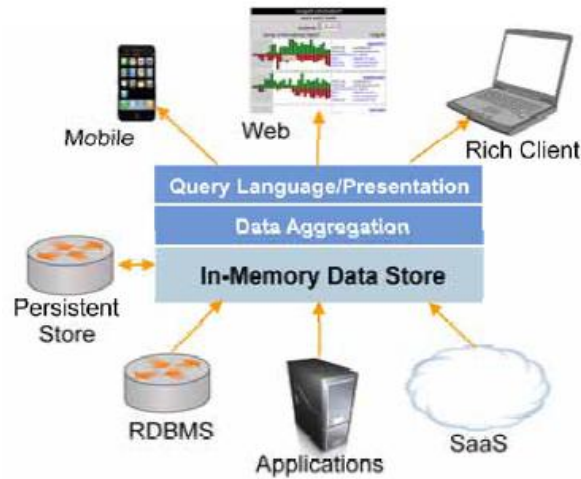 Mobile
Web
Rich Client
Query Language/Presentation
Data Aggregation
In-Memory Data Store
Persistent
Store
RDBMS
Applications
SaaS